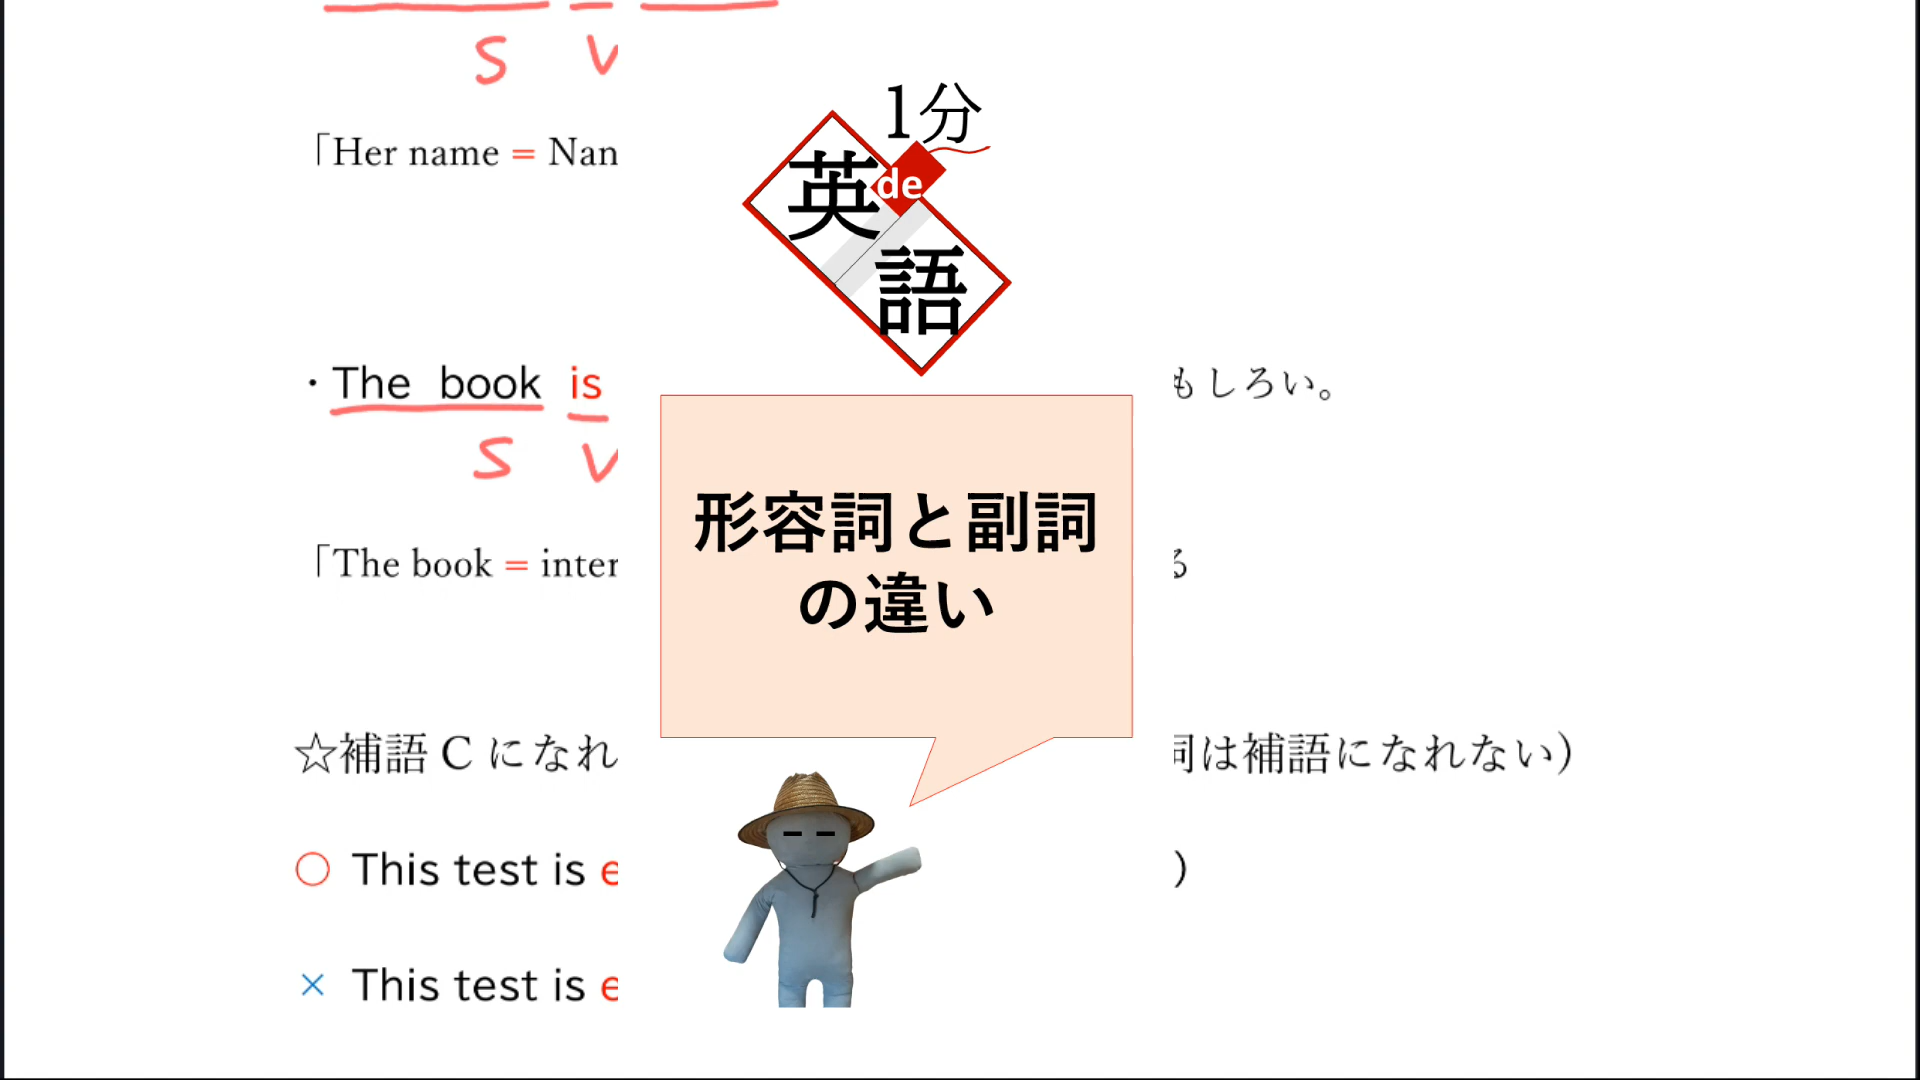 S V
「Her name = Nan
1分
英
de
語
・The book is
もしろい。
S V
形容詞と副詞
の違い
「The book = inter
る
☆補語 C になれ
詞は補語になれない）
○ This test is e
）
× This test is e